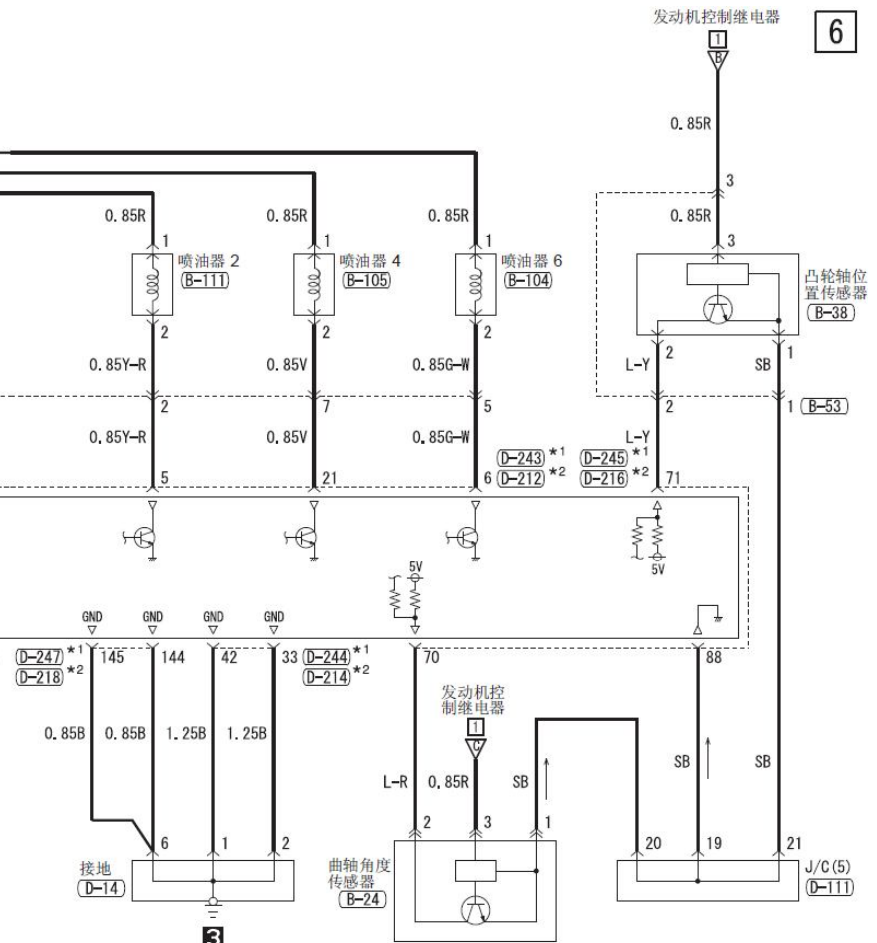 发动机控制继电器
6
1
B
0.85R
3
0.85R 0.85R 0.85R 0.85R
1 1 1 3
喷油器 2
B-111
喷油器 4
B-105
喷油器 6
B-104
凸轮轴位
置传感器
B-38
2 2 2 2 1
0.85Y-R 0.85V 0.85G-W L-Y SB
2 7 5 2 1 B-53
0.85Y-R 0.85V 0.85G-W L-Y
5 21 6 D-243 *1 D-245 *1 71
D-212 *2 D-216 *2
5V
5V
GND GND GND GND
D-247 *1 145 144 42 33 D-244 *1 70 88
D-218 *2 D-214 *2
发动机控
制继电器
1
C
0.85B 0.85B 1.25B 1.25B
L-R 0.85R SB SB SB
6 1 2 2 3 1 20 19 21
接地
D-14
3
曲轴角度
传感器
B-24
J/C(5)
D-111